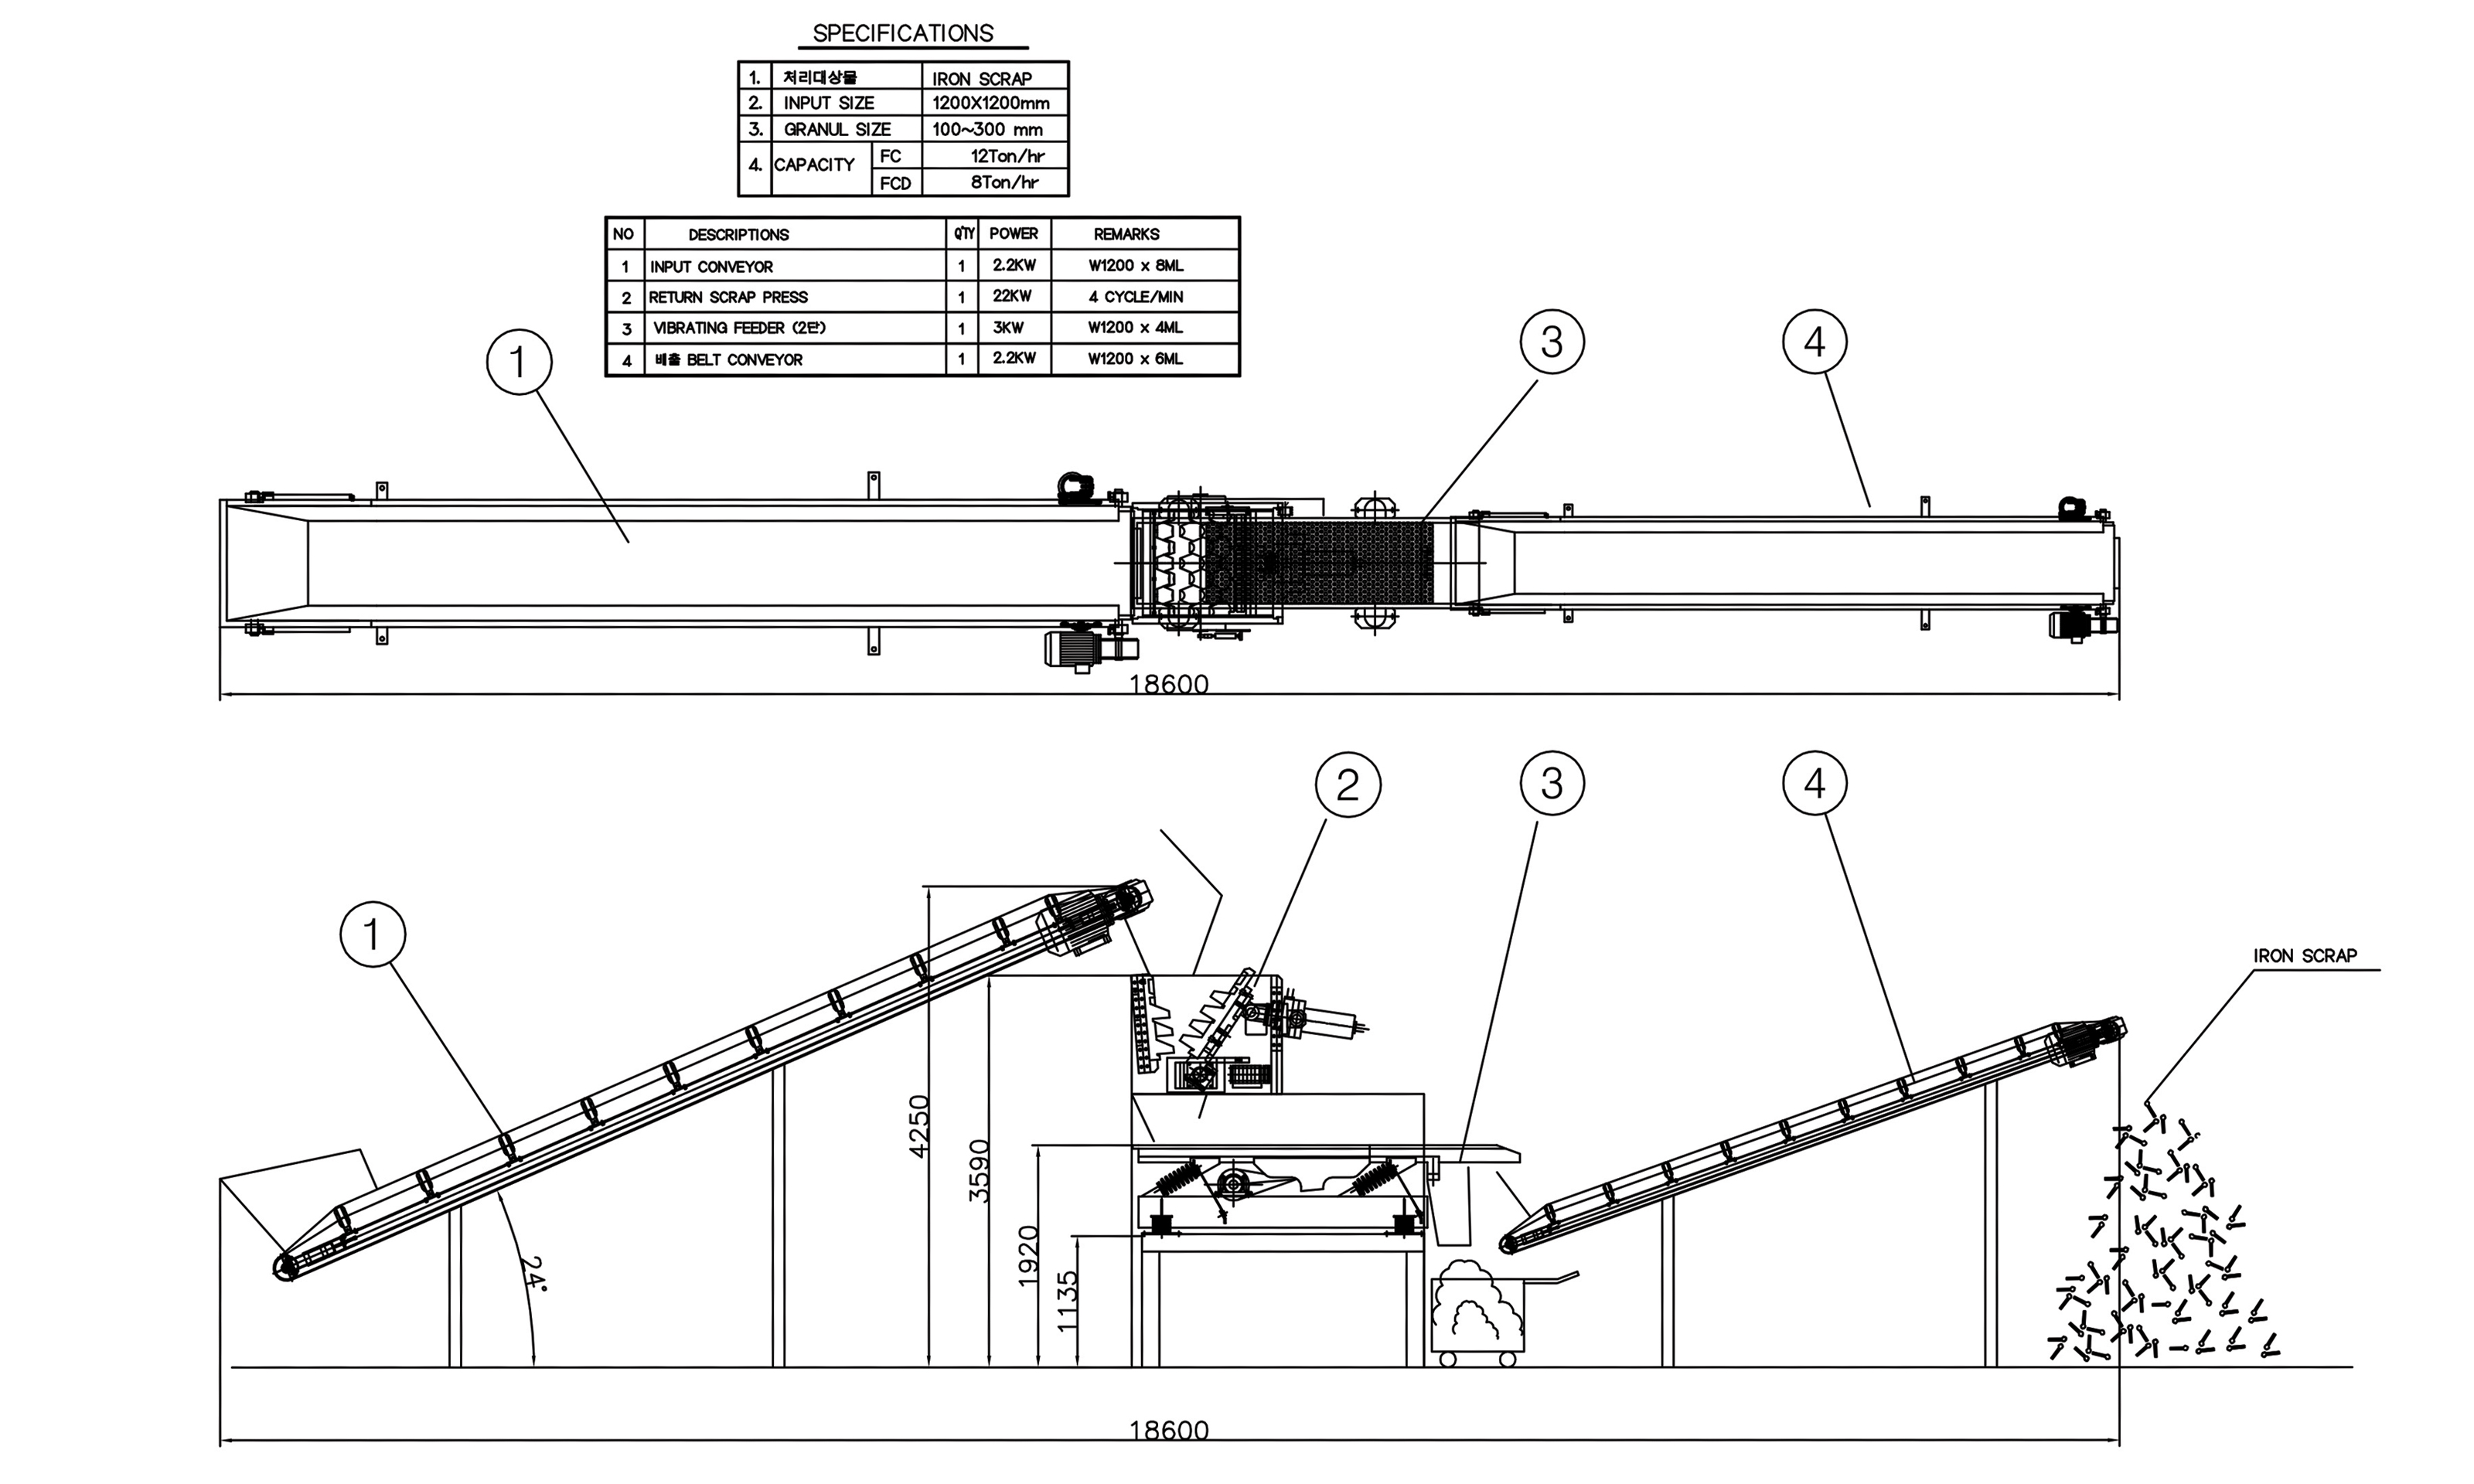 SPECIFICATIONS
1. 처리대상물 IRON SCRAP
2. INPUT SIZE 1200X1200mm
3. GRANUL SIZE 100~300 mm
4. CAPACITY FC 12Ton/hr
FCD 8Ton/hr
NO DESCRIPTIONS Q'TY POWER REMARKS
1 INPUT CONVEYOR 1 2.2KW W1200 x 8ML
2 RETURN SCRAP PRESS 1 22KW 4 CYCLE/MIN
3 VIBRATING FEEDER (2단) 1 3KW W1200 x 4ML
4 배출 BELT CONVEYOR 1 2.2KW W1200 x 6ML
1
3
4
18600
2
3
4
1
IRON SCRAP
4250
3590
1920
1135
24°
18600